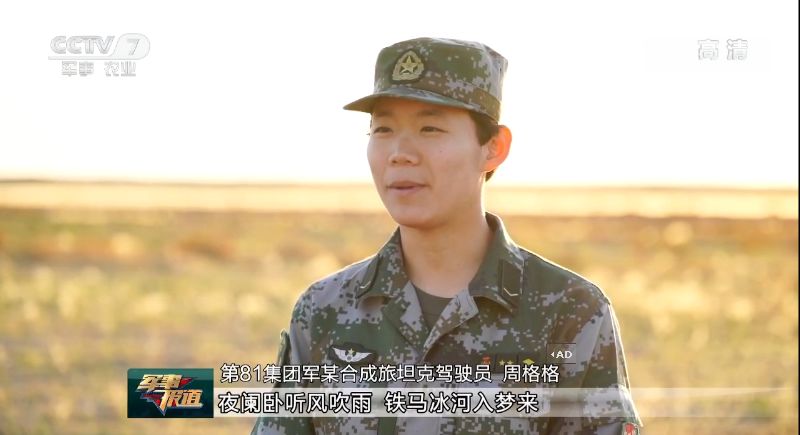 CCTV 7
军事 农业
高清
AD
军事报道
第81集团军某合成旅坦克驾驶员 周格格
夜阑卧听风吹雨 铁马冰河入梦来